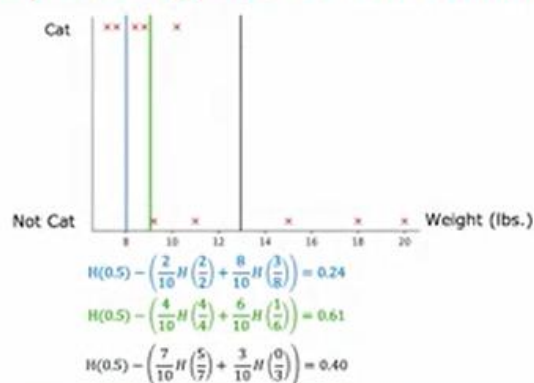 Cat
Not Cat
8 10 12 14 16 18 20
Weight (lbs.)
H(0.5) − (2/10 H(2/2) + 8/10 H(3/8)) = 0.24
H(0.5) − (4/10 H(4/4) + 6/10 H(1/6)) = 0.61
H(0.5) − (7/10 H(5/7) + 3/10 H(0/3)) = 0.40